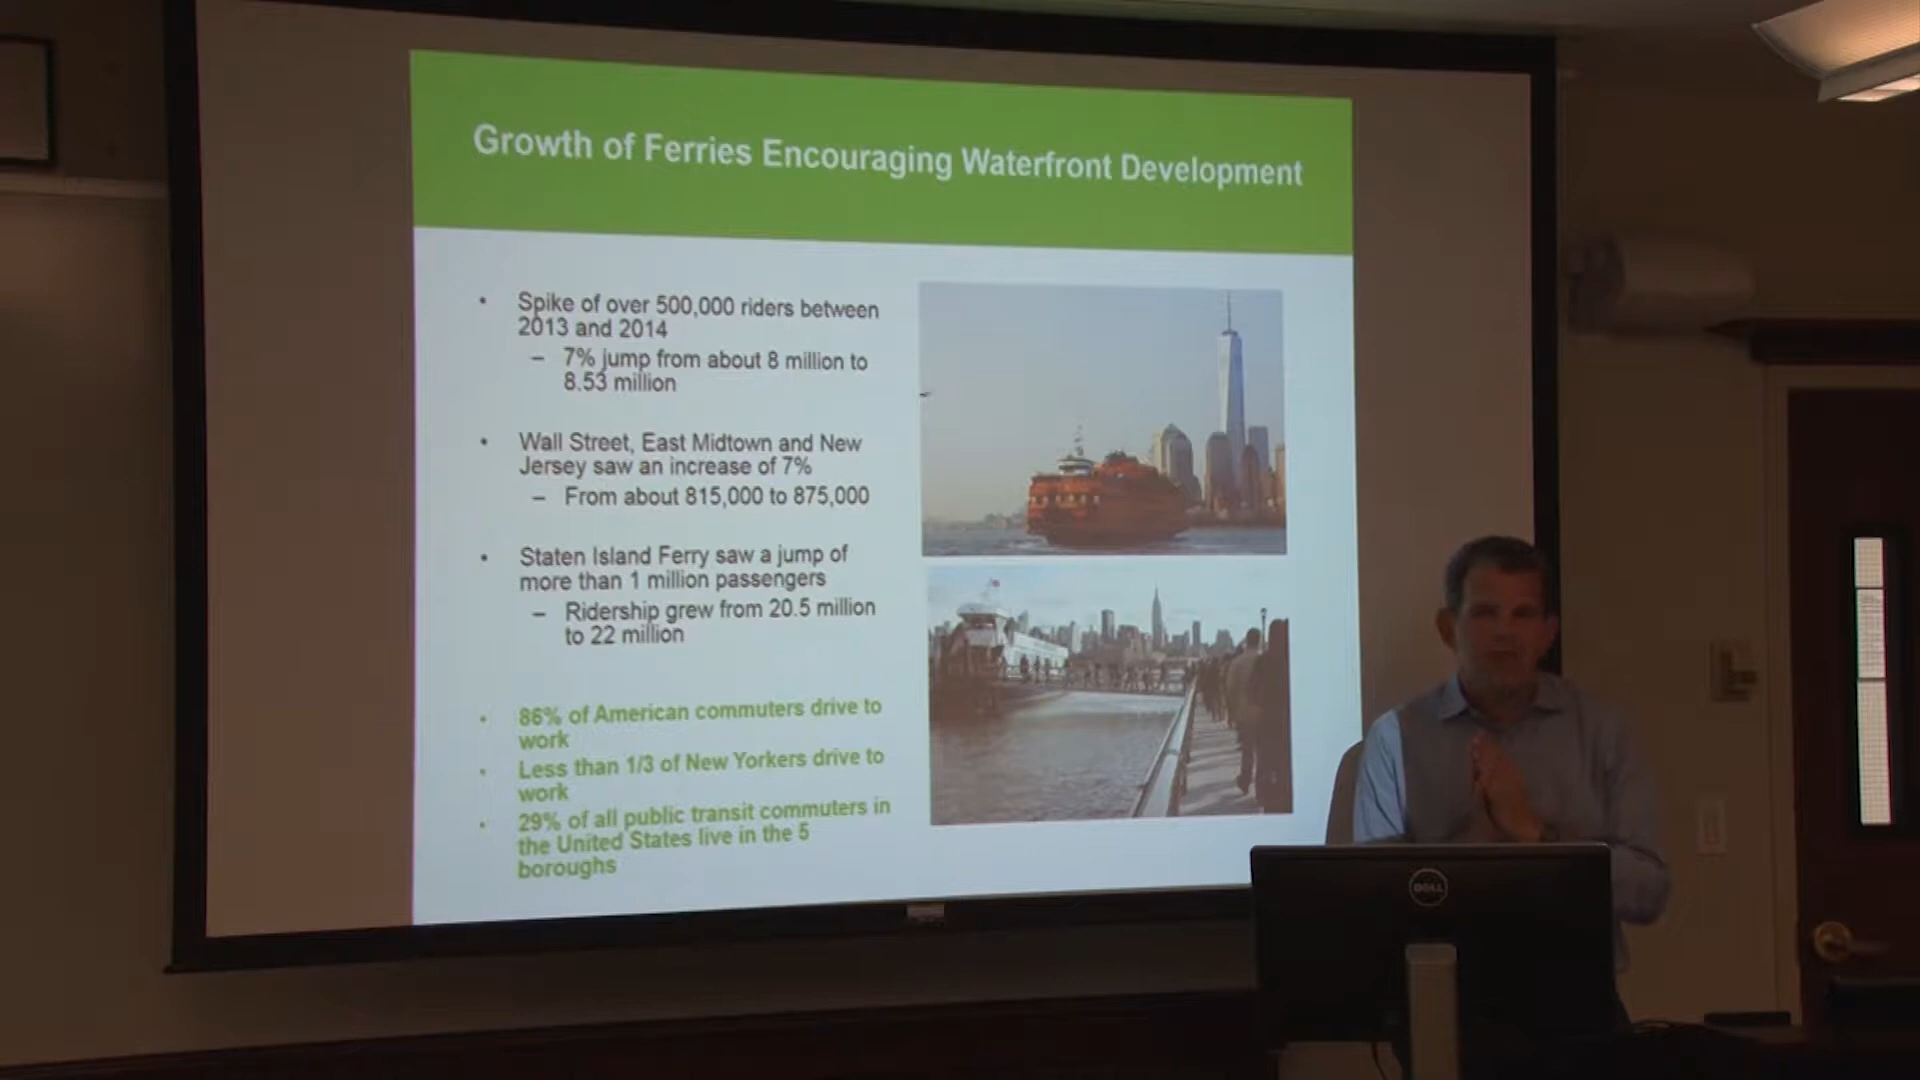 Growth of Ferries Encouraging Waterfront Development
• Spike of over 500,000 riders between
2013 and 2014
– 7% jump from about 8 million to
8.53 million
• Wall Street, East Midtown and New
Jersey saw an increase of 7%
– From about 815,000 to 875,000
• Staten Island Ferry saw a jump of
more than 1 million passengers
– Ridership grew from 20.5 million
to 22 million
• 86% of American commuters drive to
work
• Less than 1/3 of New Yorkers drive to
work
• 29% of all public transit commuters in
the United States live in the 5
boroughs
DELL